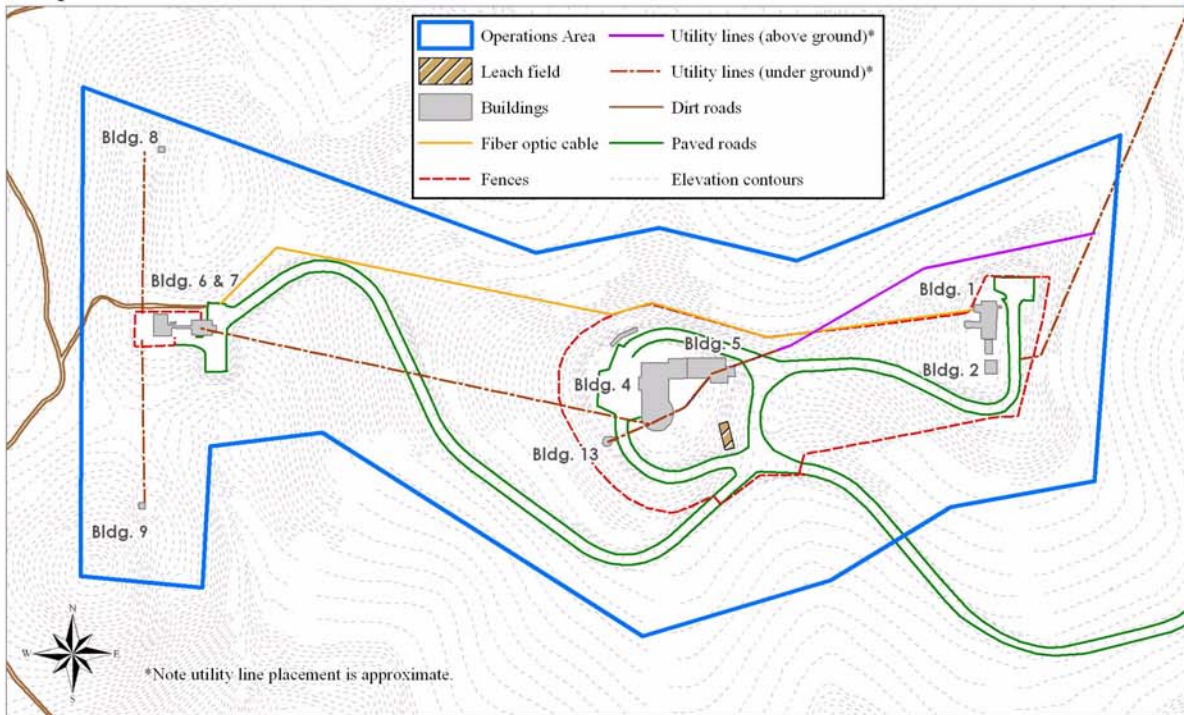 Operations Area
Utility lines (above ground)*
Leach field
Utility lines (under ground)*
Buildings
Dirt roads
Fiber optic cable
Paved roads
Fences
Elevation contours
Bldg. 8
Bldg. 6 & 7
Bldg. 1
Bldg. 5
Bldg. 2
Bldg. 4
Bldg. 13
Bldg. 9
N
W
E
S
*Note utility line placement is approximate.